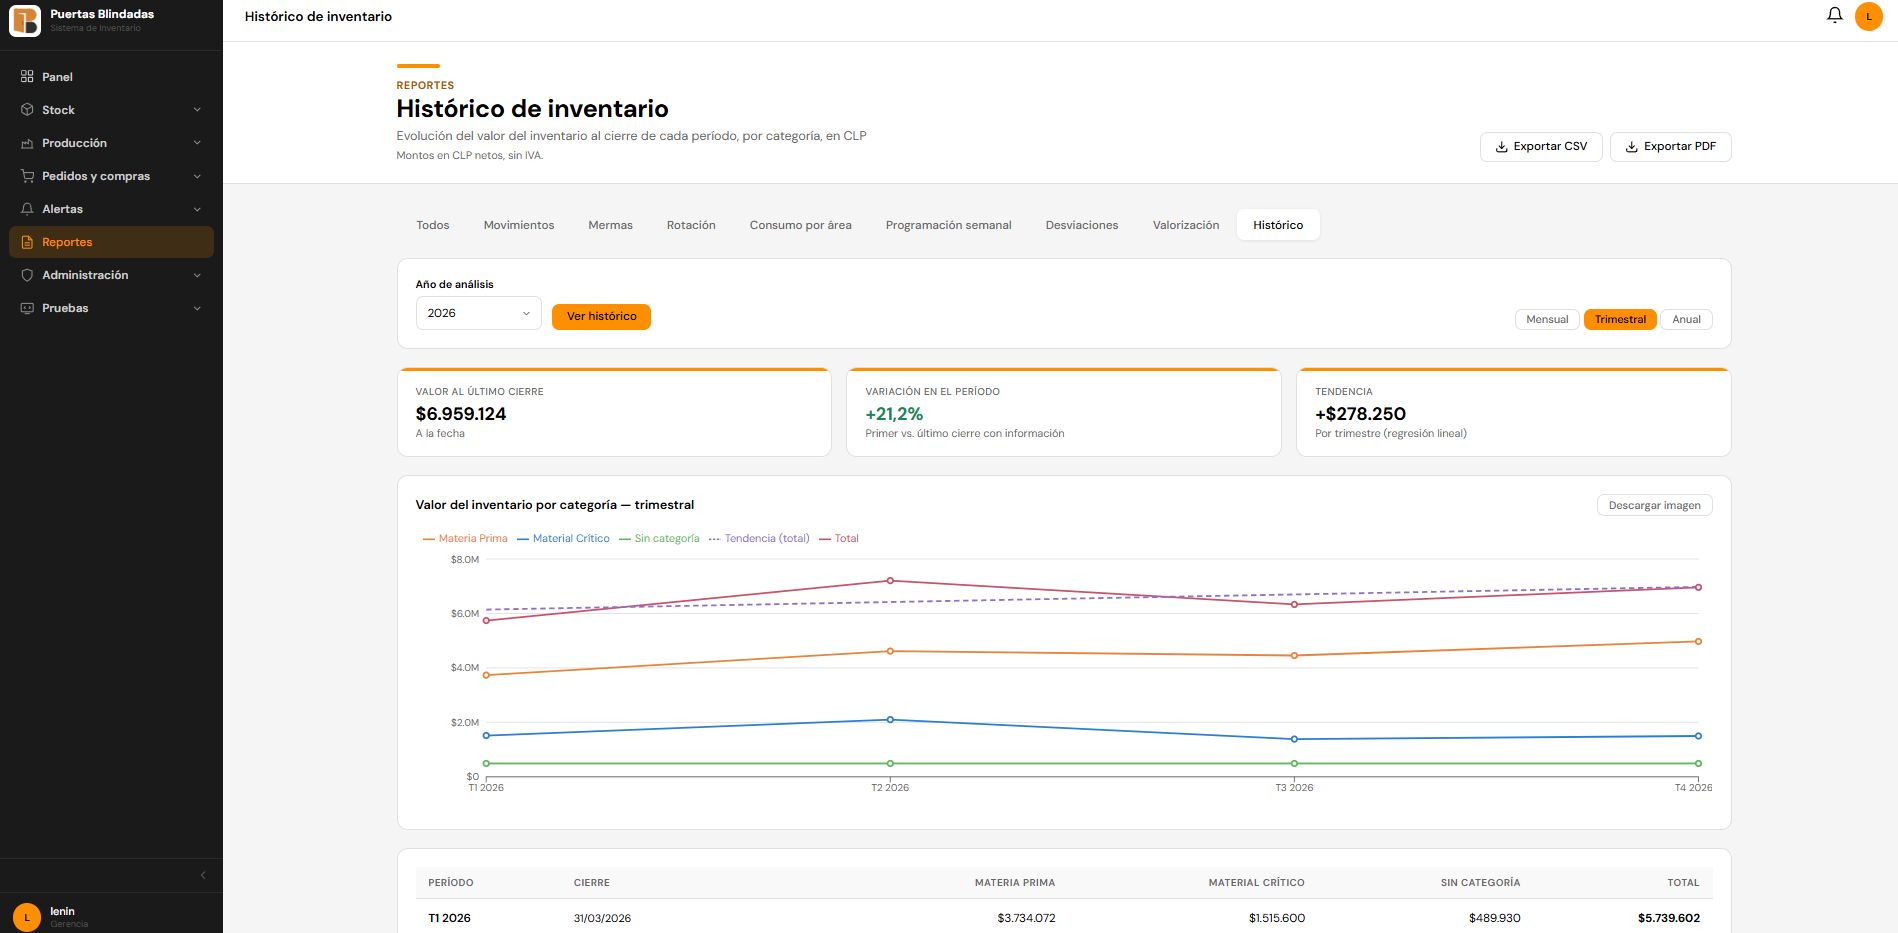 Puertas Blindadas
Sistema de Inventario
Panel
Stock
Producción
Pedidos y compras
Alertas
Reportes
Administración
Pruebas
L
lenin
Gerencia
Histórico de inventario
L
REPORTES
Histórico de inventario
Evolución del valor del inventario al cierre de cada período, por categoría, en CLP
Montos en CLP netos, sin IVA.
Exportar CSV
Exportar PDF
Todos
Movimientos
Mermas
Rotación
Consumo por área
Programación semanal
Desviaciones
Valorización
Histórico
Año de análisis
2026
Ver histórico
Mensual
Trimestral
Anual
VALOR AL ÚLTIMO CIERRE
$6.959.124
A la fecha
VARIACIÓN EN EL PERÍODO
+21,2%
Primer vs. último cierre con información
TENDENCIA
+$278.250
Por trimestre (regresión lineal)
Valor del inventario por categoría — trimestral
Descargar imagen
Materia Prima
Material Crítico
Sin categoría
Tendencia (total)
Total
$8.0M
$6.0M
$4.0M
$2.0M
$0
T1 2026
T2 2026
T3 2026
T4 2026
PERÍODO CIERRE MATERIA PRIMA MATERIAL CRÍTICO SIN CATEGORÍA TOTAL
T1 2026 31/03/2026 $3.734.072 $1.515.600 $489.930 $5.739.602